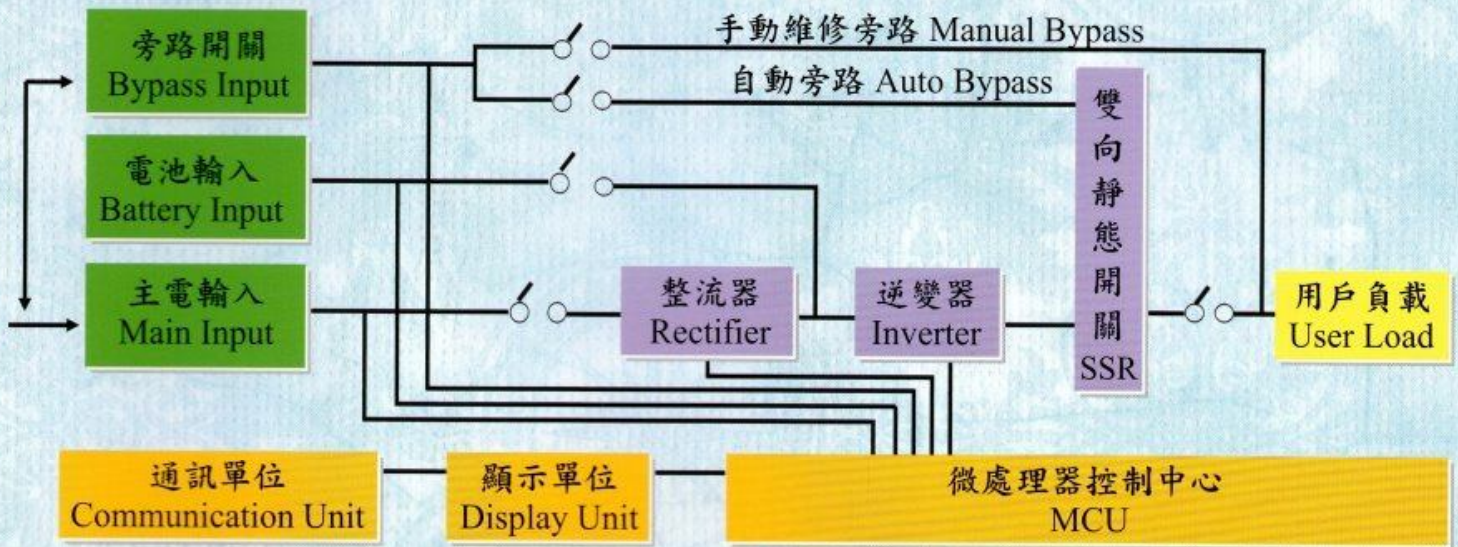 旁路開關
Bypass Input
手動維修旁路 Manual Bypass
自動旁路 Auto Bypass
雙向靜態開關
SSR
電池輸入
Battery Input
主電輸入
Main Input
整流器
Rectifier
逆變器
Inverter
用戶負載
User Load
通訊單位
Communication Unit
顯示單位
Display Unit
微處理器控制中心
MCU